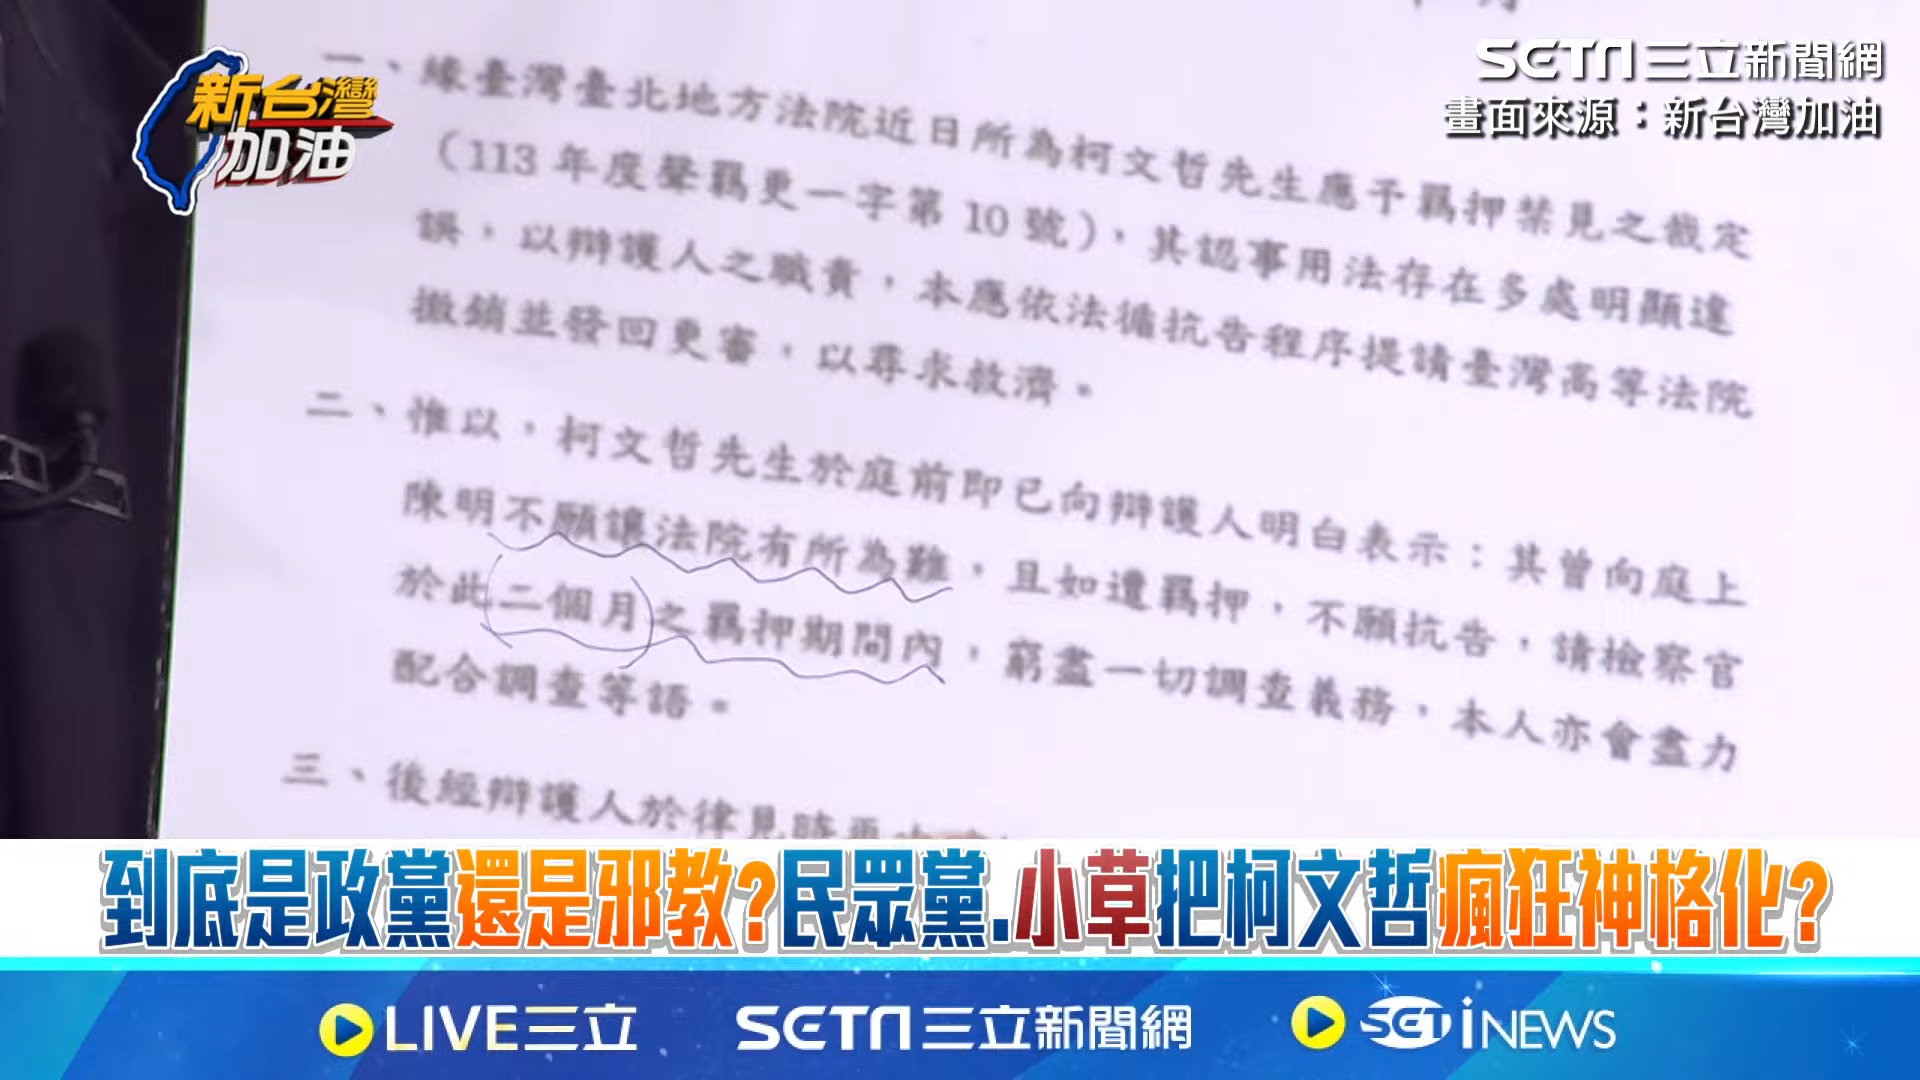 新台灣
加油
SETN三立新聞網
畫面來源：新台灣加油
一、緣臺灣臺北地方法院近日所為柯文哲先生應予羈押禁見之裁定
（113 年度聲羈更一字第 10 號），其認事用法存在多處明顯違
誤，以辯護人之職責，本應依法循抗告程序提請臺灣高等法院
撤銷並發回更審，以尋求救濟。
二、惟以，柯文哲先生於庭前即已向辯護人明白表示：其曾向庭上
陳明不願讓法院有所為難，且如遭羈押，不願抗告，請檢察官
於此二個月之羈押期間內，窮盡一切調查義務，本人亦會盡力
配合調查等語。
三、後經辯護人於律見時再
到底是政黨還是邪教?民眾黨.小草把柯文哲瘋狂神格化?
LIVE三立
SETN三立新聞網
SET iNEWS